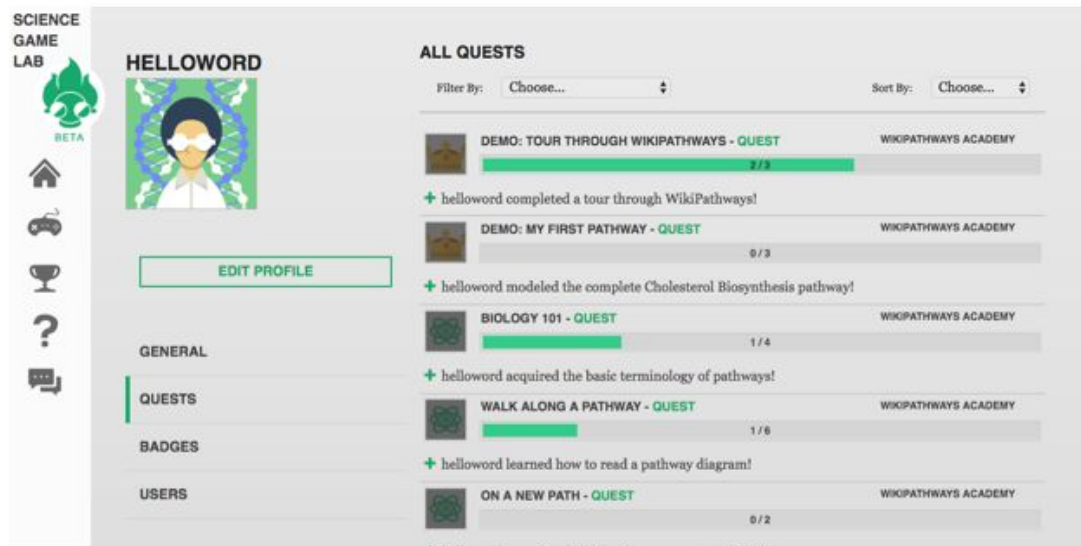 SCIENCE
GAME
LAB
BETA
HELLOWORD
EDIT PROFILE
GENERAL
QUESTS
BADGES
USERS
ALL QUESTS
Filter By: Choose... Sort By: Choose...
DEMO: TOUR THROUGH WIKIPATHWAYS - QUEST WIKIPATHWAYS ACADEMY
2 / 3
+ helloword completed a tour through WikiPathways!
DEMO: MY FIRST PATHWAY - QUEST WIKIPATHWAYS ACADEMY
0 / 3
+ helloword modeled the complete Cholesterol Biosynthesis pathway!
BIOLOGY 101 - QUEST WIKIPATHWAYS ACADEMY
1 / 4
+ helloword acquired the basic terminology of pathways!
WALK ALONG A PATHWAY - QUEST WIKIPATHWAYS ACADEMY
1 / 6
+ helloword learned how to read a pathway diagram!
ON A NEW PATH - QUEST WIKIPATHWAYS ACADEMY
0 / 2